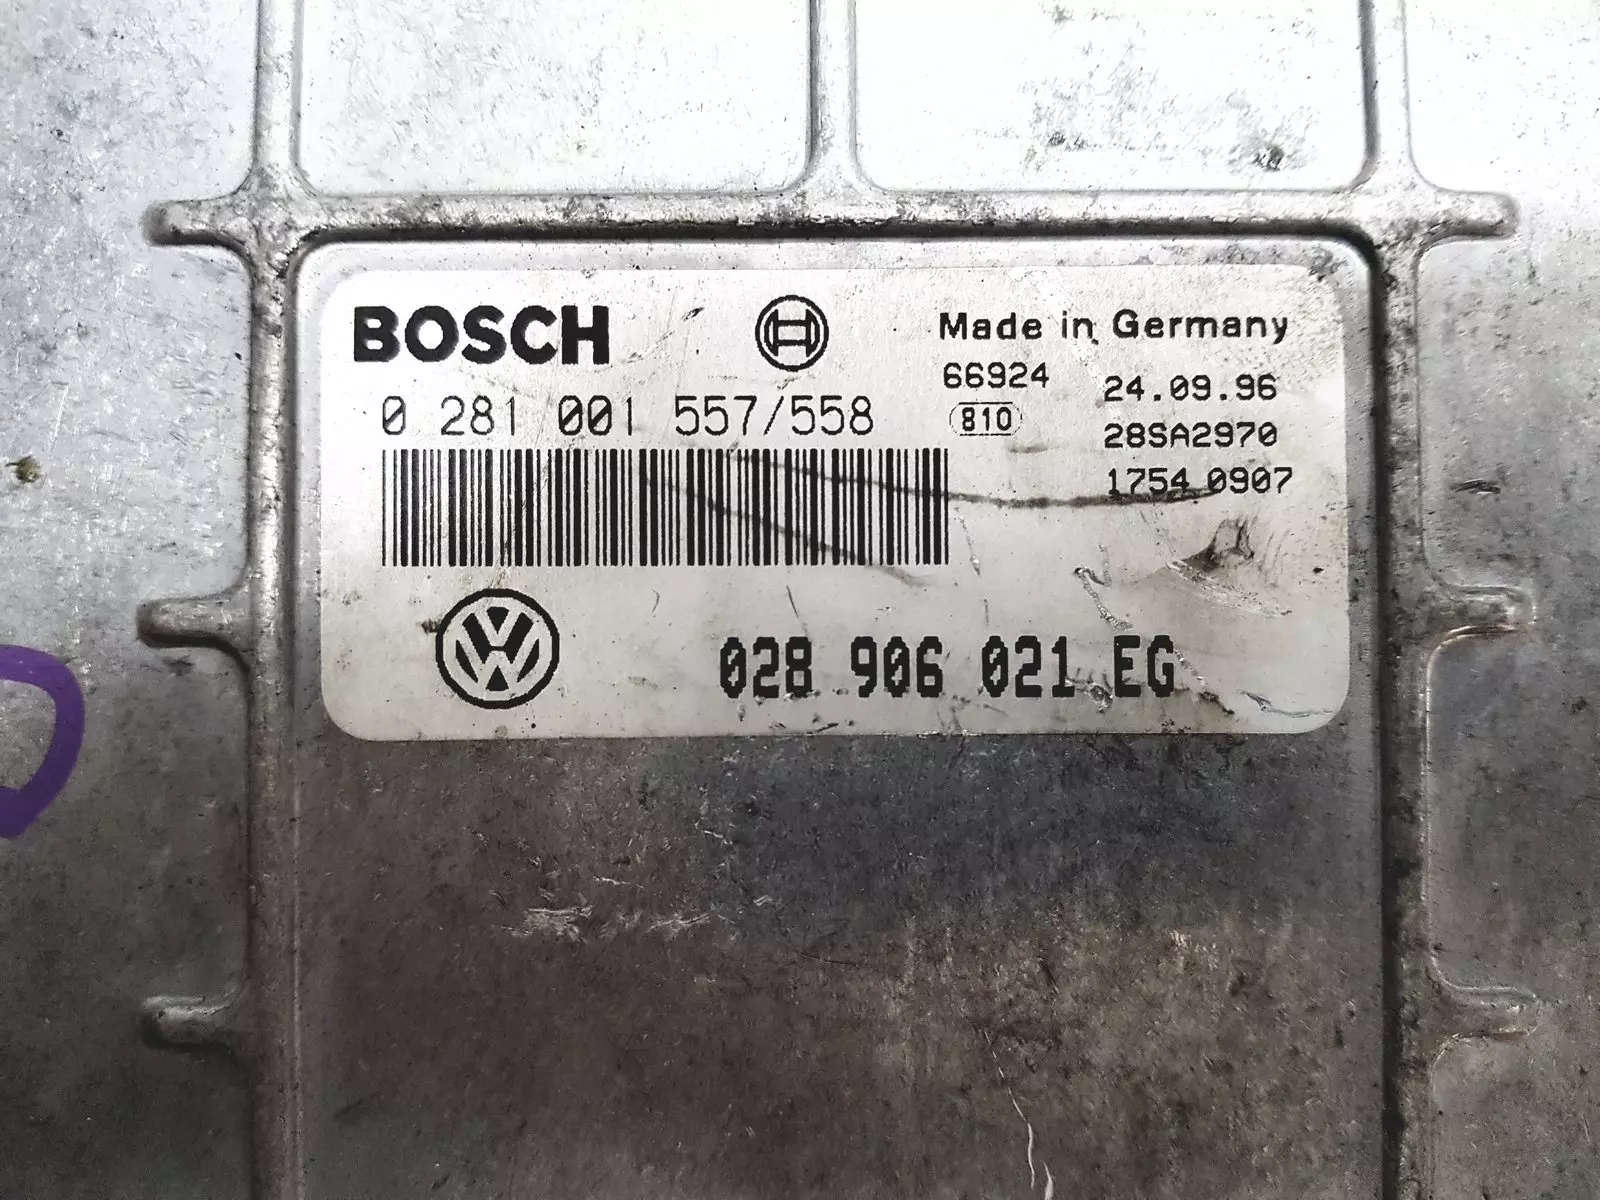 BOSCH
Made in Germany
0 281 001 557/558
66924
24.09.96
810
28SA2970
1754 0907
028 906 021 EG